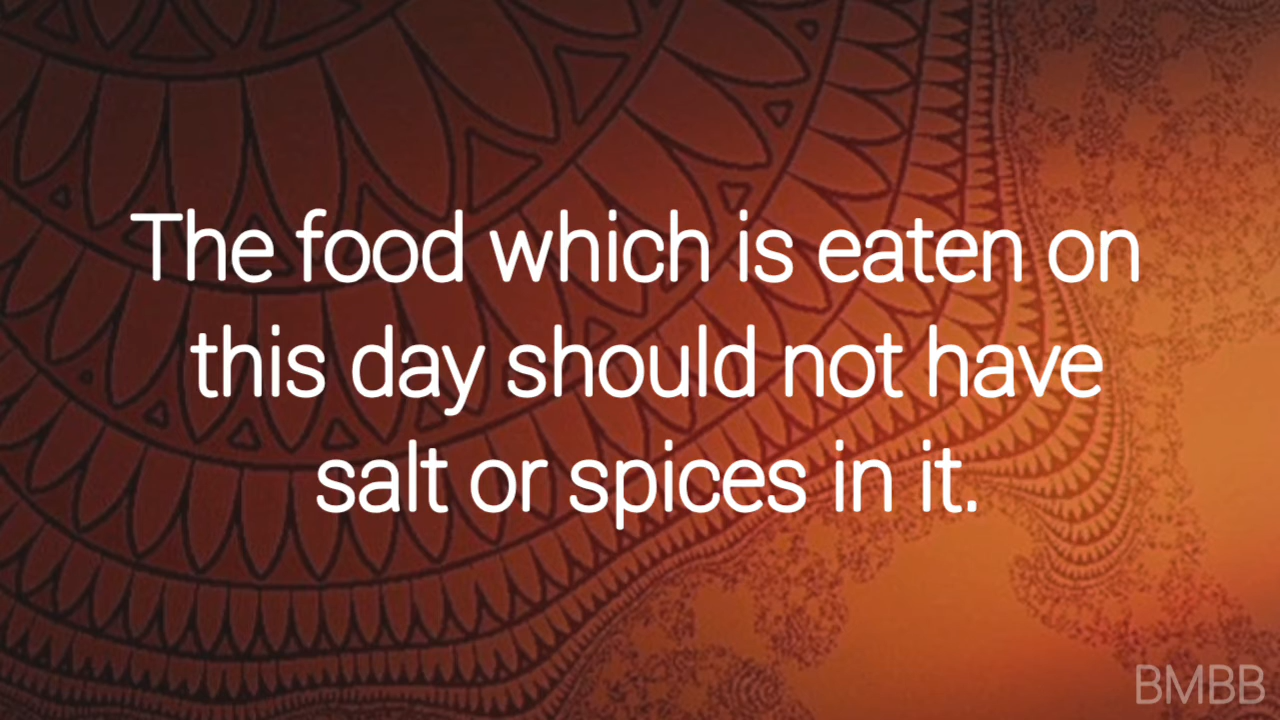 The food which is eaten on
this day should not have
salt or spices in it.
BMBB